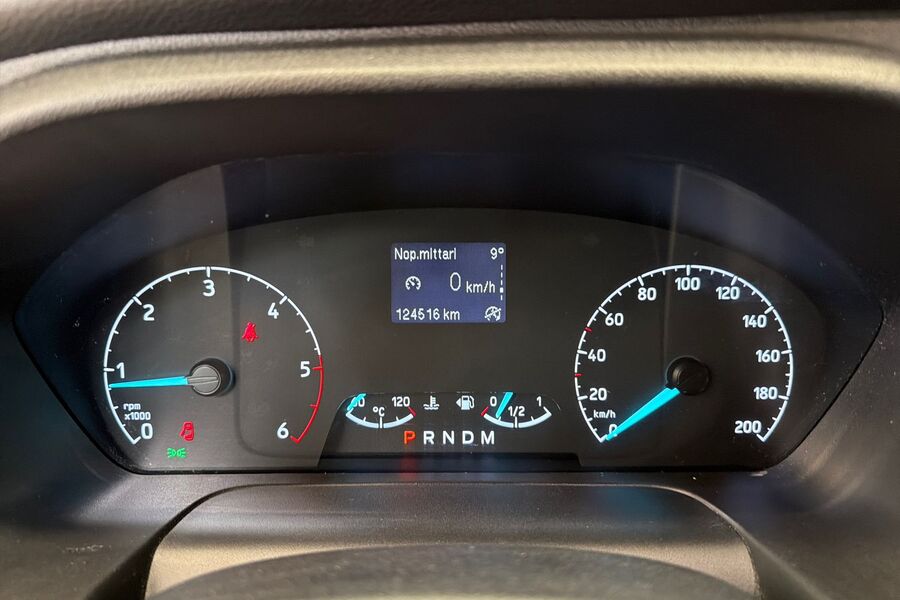 Nop.mittari 9°
0 km/h
124516 km
0 1 2 3 4 5 6
rpm
x1000
0 20 40 60 80 100 120 140 160 180 200
km/h
60 °C 120
0 1/2 1
P R N D M